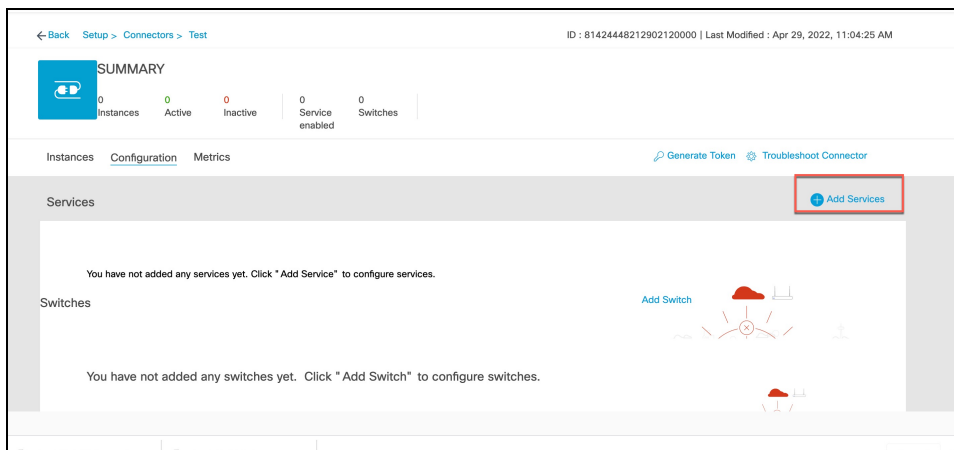 Back Setup > Connectors > Test
ID : 81424448212902120000 | Last Modified : Apr 29, 2022, 11:04:25 AM
SUMMARY
0 Instances
0 Active
0 Inactive
0 Service enabled
0 Switches
Instances Configuration Metrics
Generate Token Troubleshoot Connector
Services
Add Services
You have not added any services yet. Click "Add Service" to configure services.
Switches
Add Switch
You have not added any switches yet. Click "Add Switch" to configure switches.